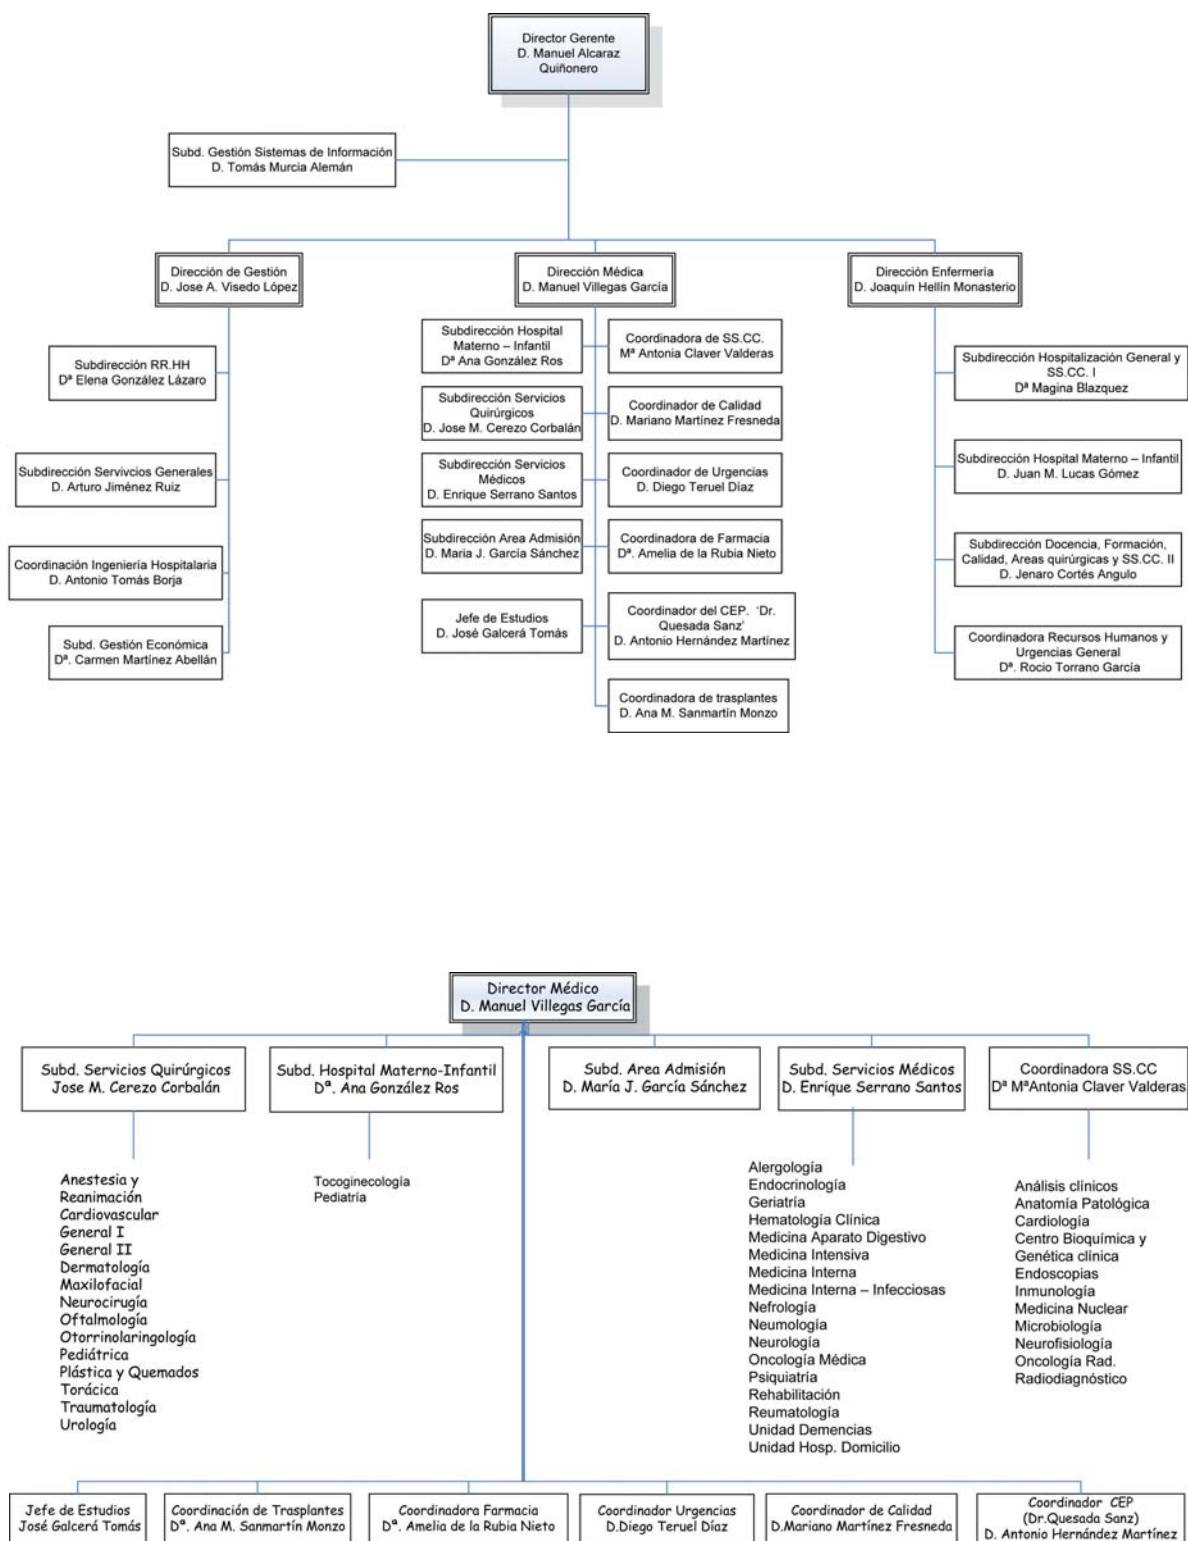 Director Gerente
D. Manuel Alcaraz
Quiñonero
Subd. Gestión Sistemas de Información
D. Tomás Murcia Alemán
Dirección de Gestión
D. Jose A. Visedo López
Dirección Médica
D. Manuel Villegas García
Dirección Enfermería
D. Joaquín Hellín Monasterio
Subdirección RR.HH
Dª Elena González Lázaro
Subdirección Servivcios Generales
D. Arturo Jiménez Ruiz
Coordinación Ingeniería Hospitalaria
D. Antonio Tomás Borja
Subd. Gestión Económica
Dª. Carmen Martínez Abellán
Subdirección Hospital
Materno – Infantil
Dª Ana González Ros
Subdirección Servicios
Quirúrgicos
D. Jose M. Cerezo Corbalán
Subdirección Servicios
Médicos
D. Enrique Serrano Santos
Subdirección Area Admisión
D. Maria J. García Sánchez
Jefe de Estudios
D. José Galcerá Tomás
Coordinadora de SS.CC.
Mª Antonia Claver Valderas
Coordinador de Calidad
D. Mariano Martínez Fresneda
Coordinador de Urgencias
D. Diego Teruel Díaz
Coordinadora de Farmacia
Dª. Amelia de la Rubia Nieto
Coordinador del CEP. ‘Dr.
Quesada Sanz’
D. Antonio Hernández Martínez
Coordinadora de trasplantes
D. Ana M. Sanmartín Monzo
Subdirección Hospitalización General y
SS.CC. I
Dª Magina Blazquez
Subdirección Hospital Materno – Infantil
D. Juan M. Lucas Gómez
Subdirección Docencia, Formación,
Calidad, Areas quirúrgicas y SS.CC. II
D. Jenaro Cortés Angulo
Coordinadora Recursos Humanos y
Urgencias General
Dª. Rocio Torrano García
Director Médico
D. Manuel Villegas García
Subd. Servicios Quirúrgicos
Jose M. Cerezo Corbalán
Subd. Hospital Materno-Infantil
Dª. Ana González Ros
Subd. Area Admisión
D. María J. García Sánchez
Subd. Servicios Médicos
D. Enrique Serrano Santos
Coordinadora SS.CC
Dª MªAntonia Claver Valderas
Anestesia y
Reanimación
Cardiovascular
General I
General II
Dermatología
Maxilofacial
Neurocirugía
Oftalmología
Otorrinolaringología
Pediátrica
Plástica y Quemados
Torácica
Traumatología
Urología
Tocoginecología
Pediatría
Alergología
Endocrinología
Geriatría
Hematología Clínica
Medicina Aparato Digestivo
Medicina Intensiva
Medicina Interna
Medicina Interna – Infecciosas
Nefrología
Neumología
Neurología
Oncología Médica
Psiquiatría
Rehabilitación
Reumatología
Unidad Demencias
Unidad Hosp. Domicilio
Análisis clínicos
Anatomía Patológica
Cardiología
Centro Bioquímica y
Genética clínica
Endoscopias
Inmunología
Medicina Nuclear
Microbiología
Neurofisiología
Oncología Rad.
Radiodiagnóstico
Jefe de Estudios
José Galcerá Tomás
Coordinación de Trasplantes
Dª. Ana M. Sanmartín Monzo
Coordinadora Farmacia
Dª. Amelia de la Rubia Nieto
Coordinador Urgencias
D.Diego Teruel Díaz
Coordinador de Calidad
D.Mariano Martínez Fresneda
Coordinador CEP
(Dr.Quesada Sanz)
D. Antonio Hernández Martínez